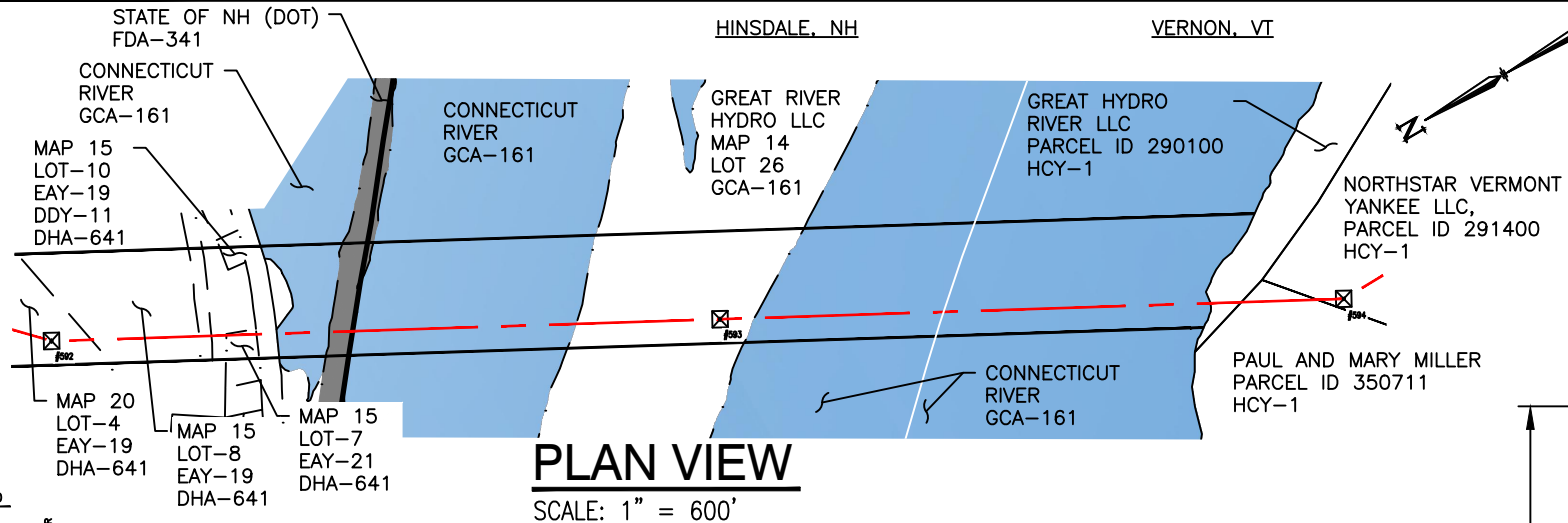 STATE OF NH (DOT)
FDA-341
HINSDALE, NH
VERNON, VT
CONNECTICUT
RIVER
GCA-161
CONNECTICUT
RIVER
GCA-161
GREAT RIVER
HYDRO LLC
MAP 14
LOT 26
GCA-161
GREAT HYDRO
RIVER LLC
PARCEL ID 290100
HCY-1
N
MAP 15
LOT-10
EAY-19
DDY-11
DHA-641
NORTHSTAR VERMONT
YANKEE LLC,
PARCEL ID 291400
HCY-1
#592
#593
#594
PAUL AND MARY MILLER
PARCEL ID 350711
HCY-1
CONNECTICUT
RIVER
GCA-161
MAP 20
LOT-4
EAY-19
DHA-641
MAP 15
LOT-8
EAY-19
DHA-641
MAP 15
LOT-7
EAY-21
DHA-641
PLAN VIEW
SCALE: 1" = 600'